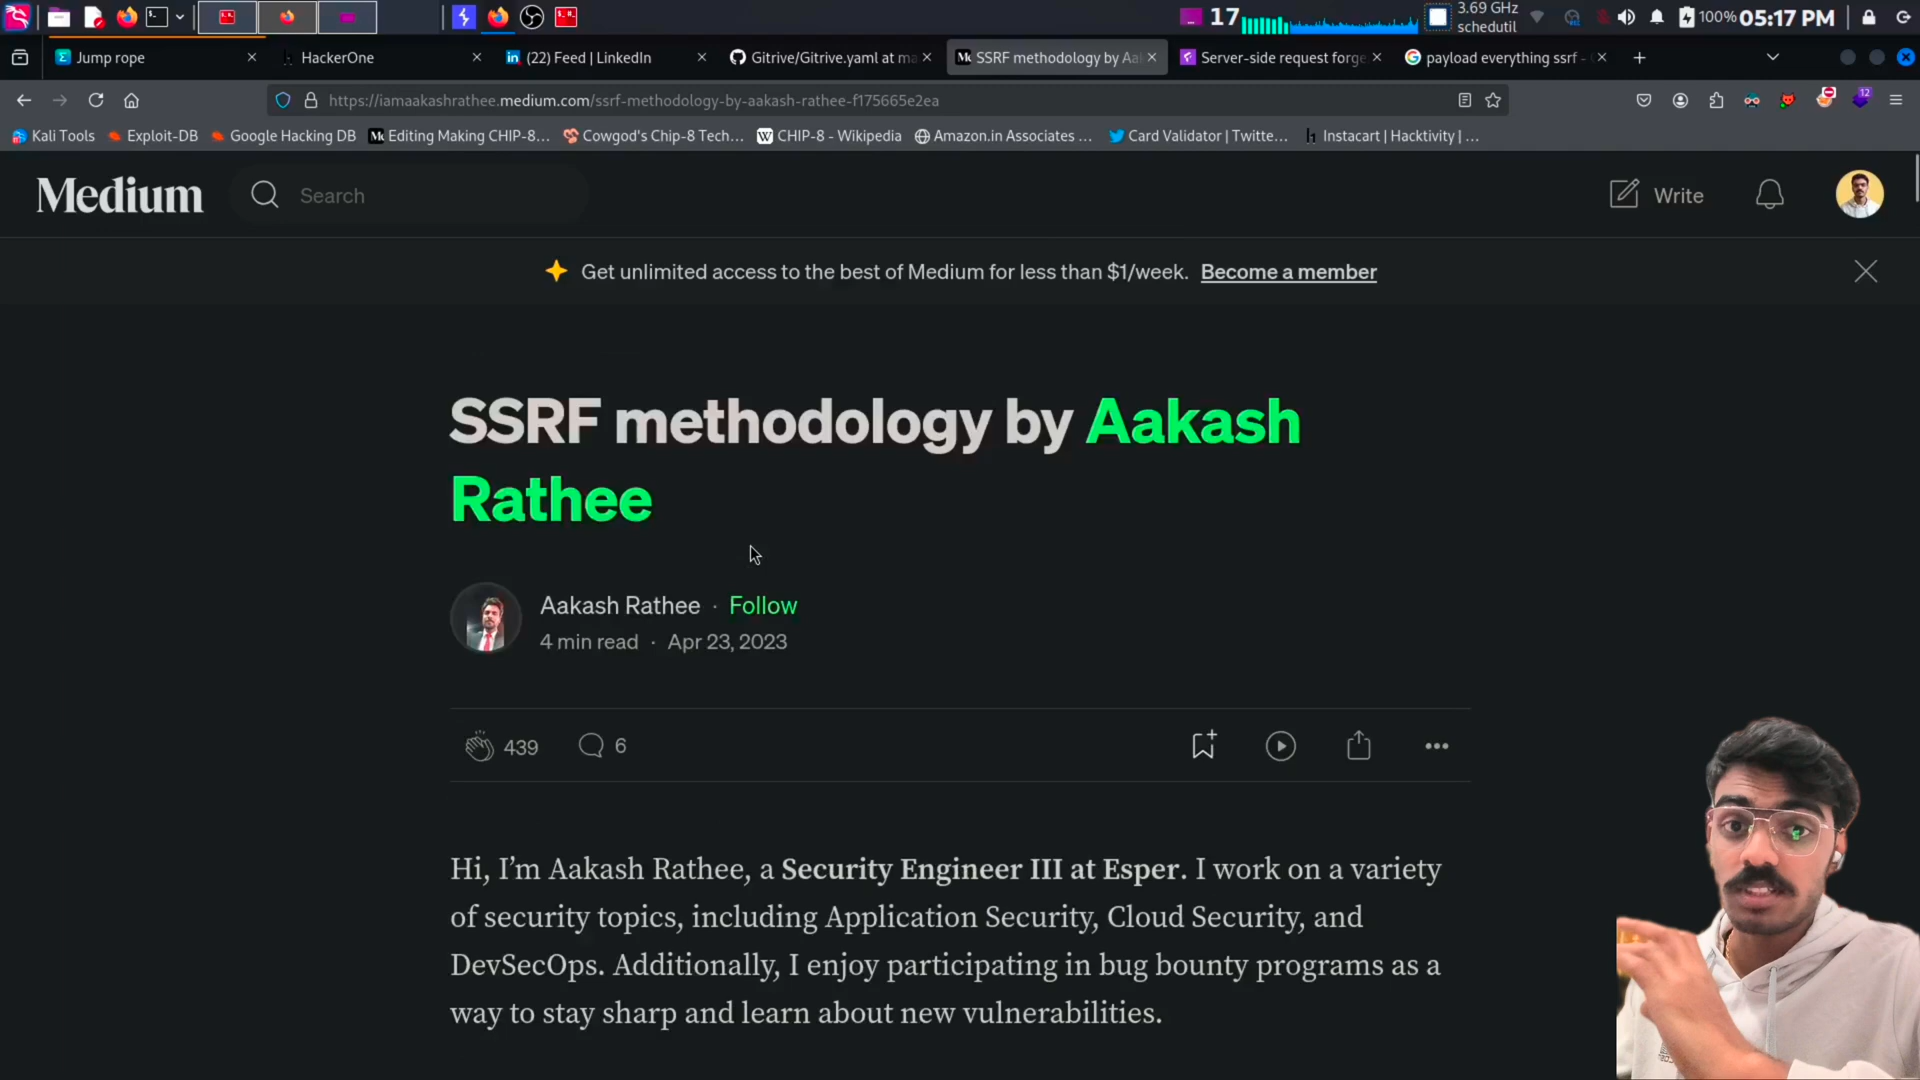 17
3.69 GHz
schedutil
100%
05:17 PM
Jump rope
HackerOne
(22) Feed | LinkedIn
Gitrive/Gitrive.yaml at ma
SSRF methodology by Aa
Server-side request forge
payload everything ssrf -
https://iamaakashrathee.medium.com/ssrf-methodology-by-aakash-rathee-f175665e2ea
12
Kali Tools
Exploit-DB
Google Hacking DB
Editing Making CHIP-8...
Cowgod's Chip-8 Tech...
CHIP-8 - Wikipedia
Amazon.in Associates ...
Card Validator | Twitte...
Instacart | Hacktivity | ...
Medium
Search
Write
Get unlimited access to the best of Medium for less than $1/week. Become a member
SSRF methodology by Aakash
Rathee
Aakash Rathee · Follow
4 min read · Apr 23, 2023
439
6
Hi, I’m Aakash Rathee, a Security Engineer III at Esper. I work on a variety
of security topics, including Application Security, Cloud Security, and
DevSecOps. Additionally, I enjoy participating in bug bounty programs as a
way to stay sharp and learn about new vulnerabilities.